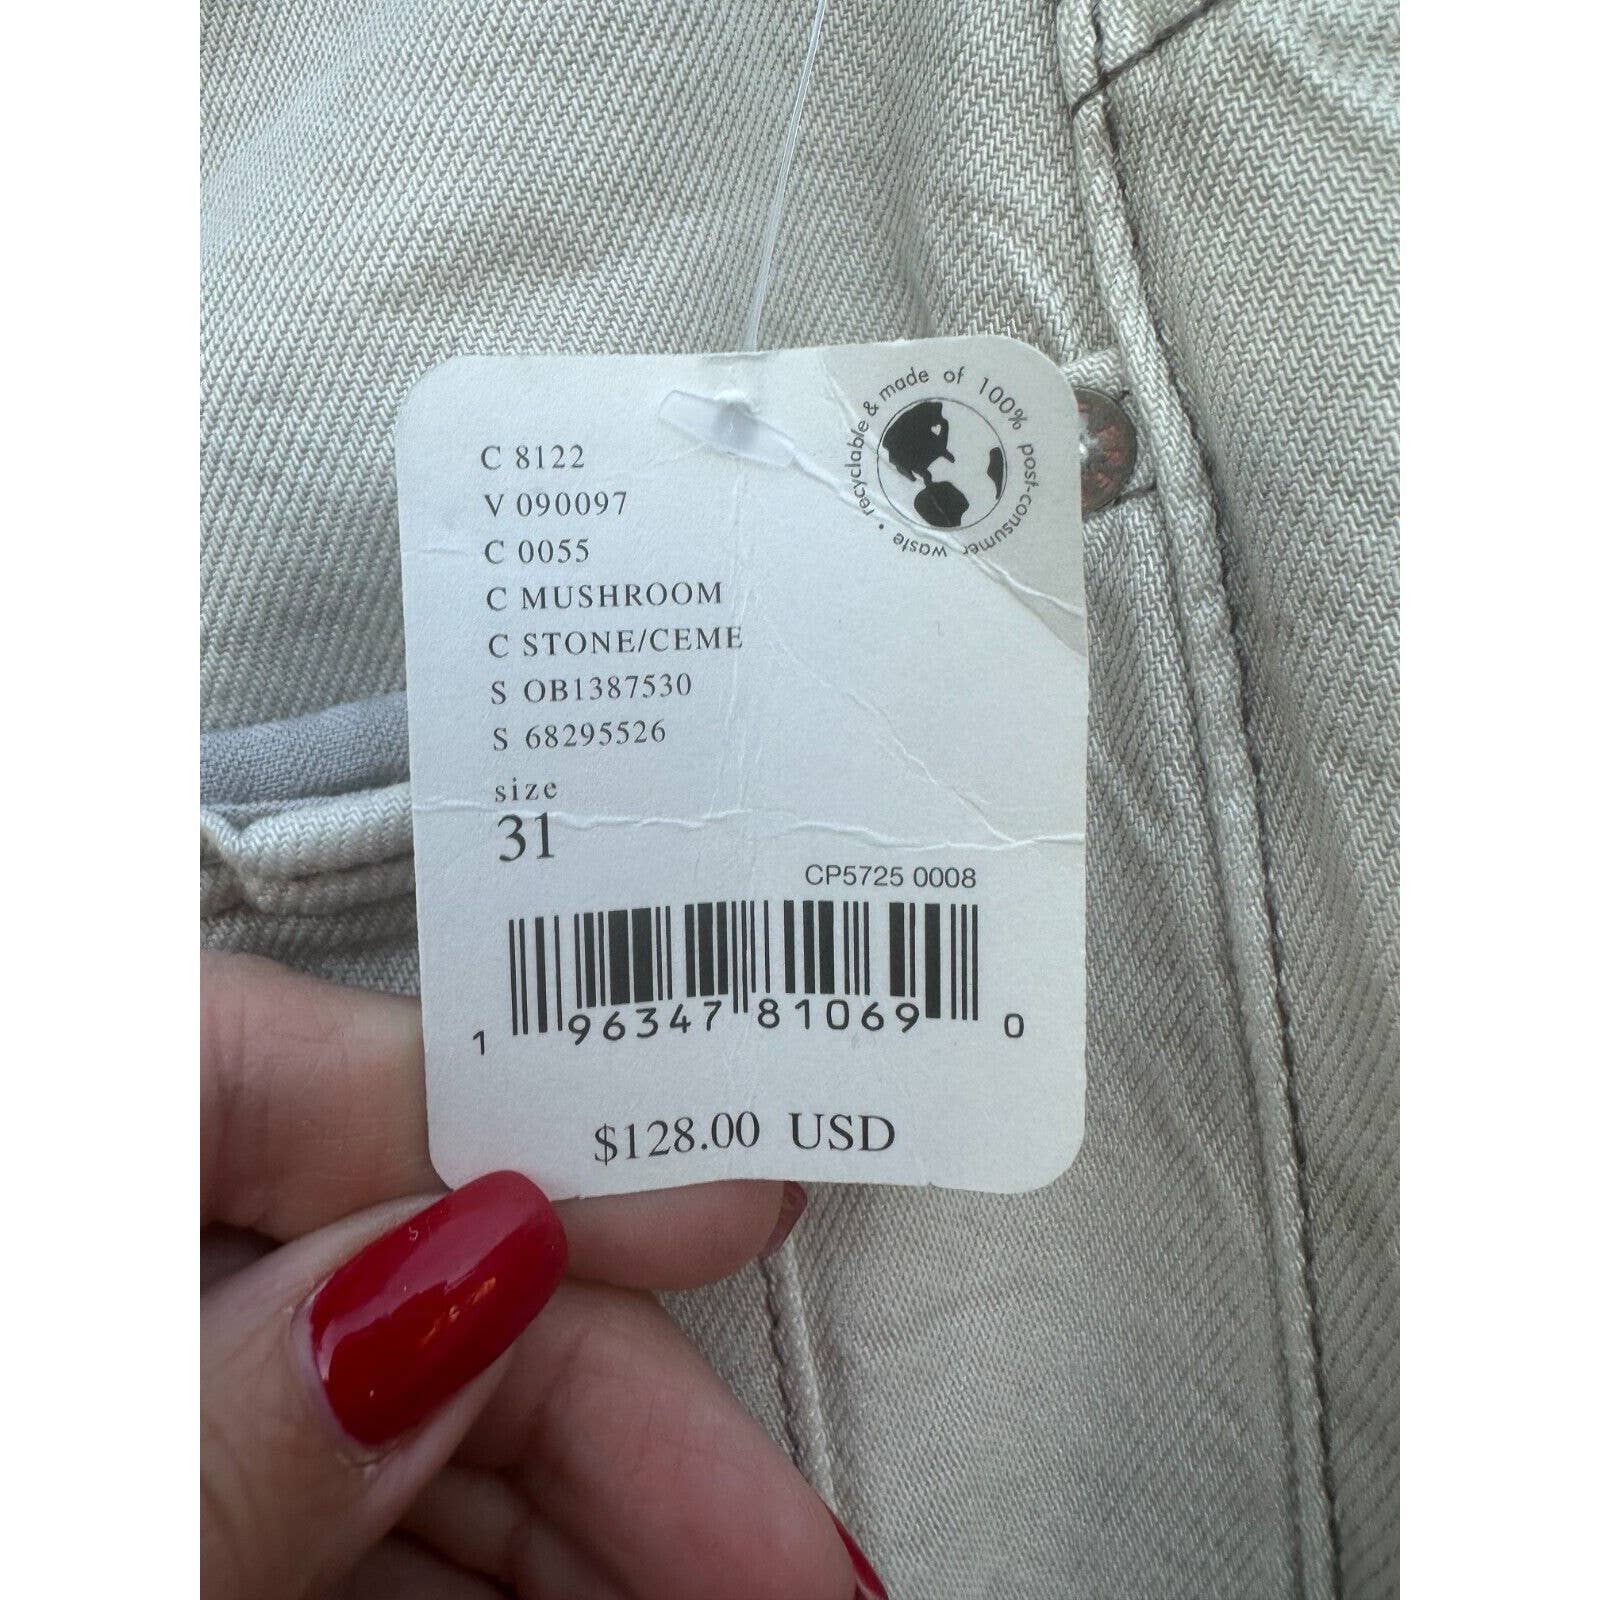 recyclable & made of 100% post-consumer waste •
C 8122
V 090097
C 0055
C MUSHROOM
C STONE/CEME
S OB1387530
S 68295526
size
31
CP5725 0008
1 96347 81069 0
$128.00 USD